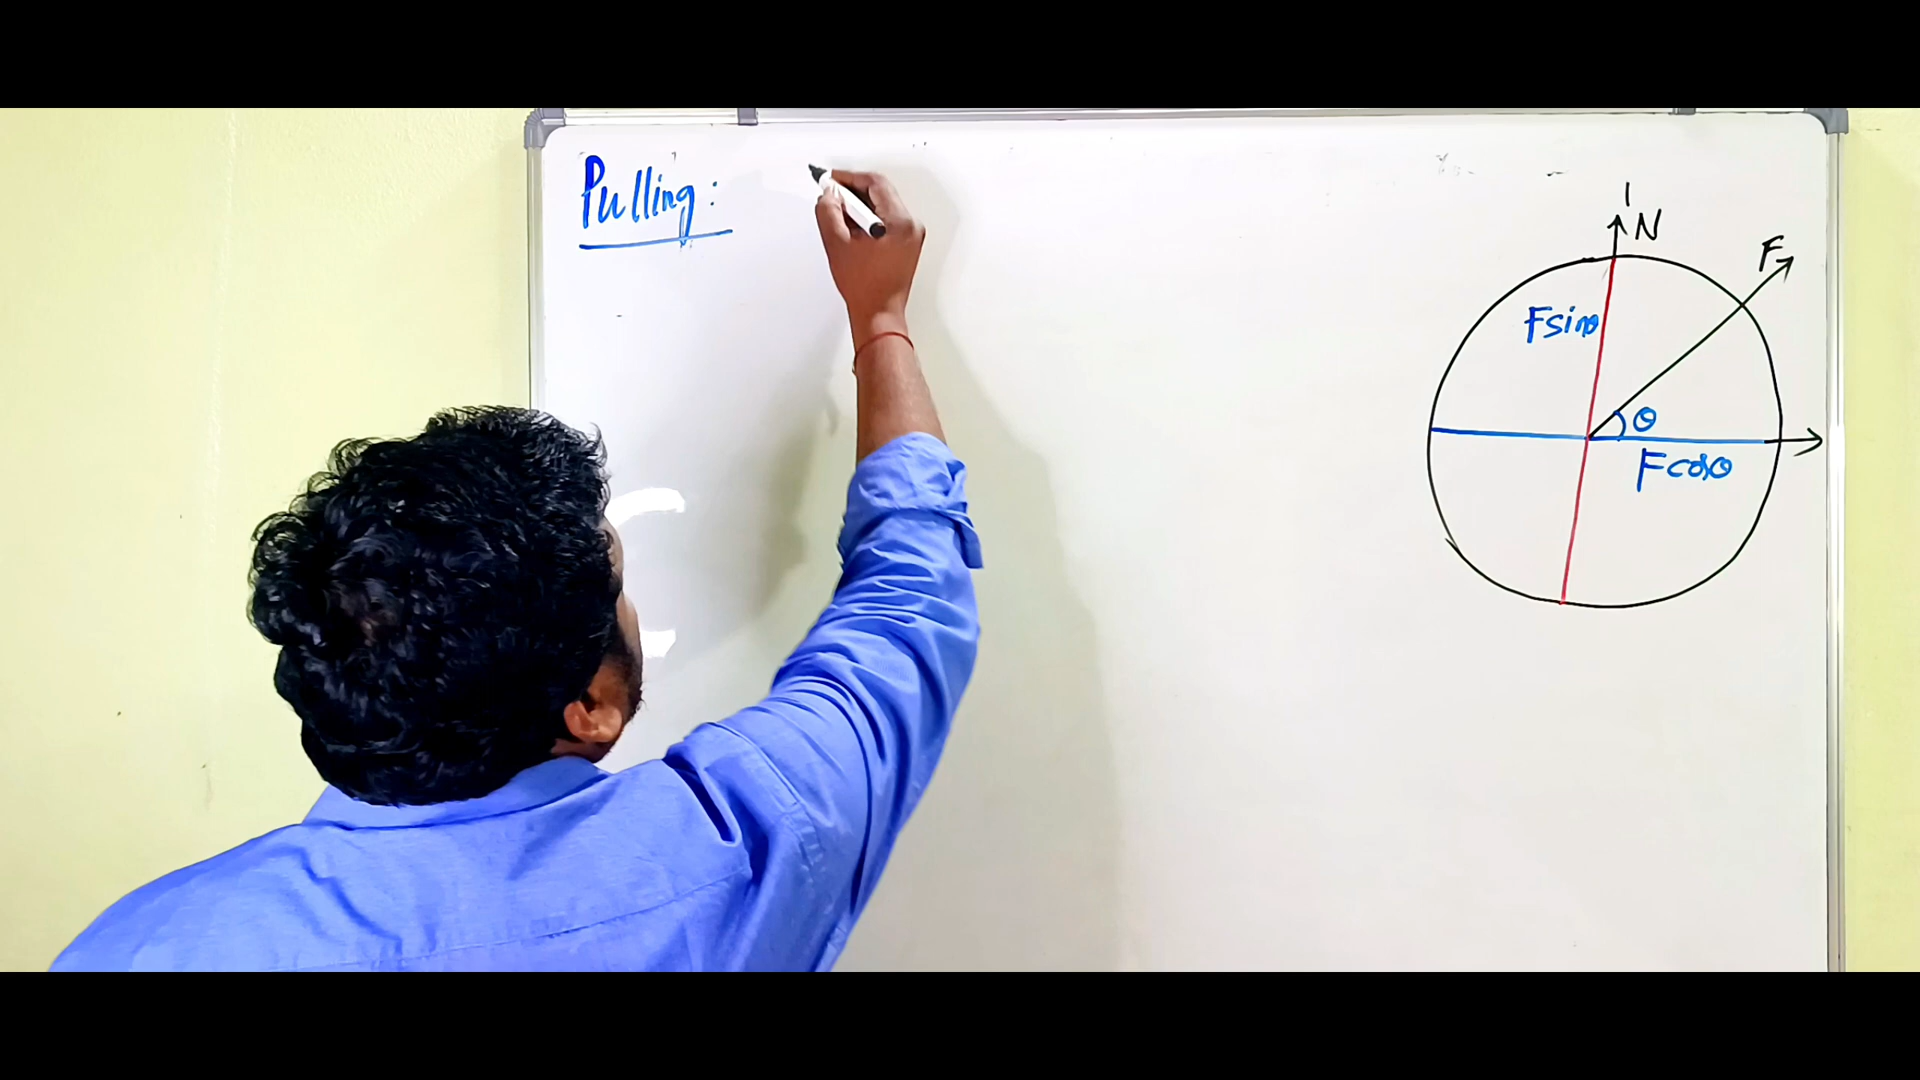 Pulling:
N
F
Fsinθ
θ
Fcosθ